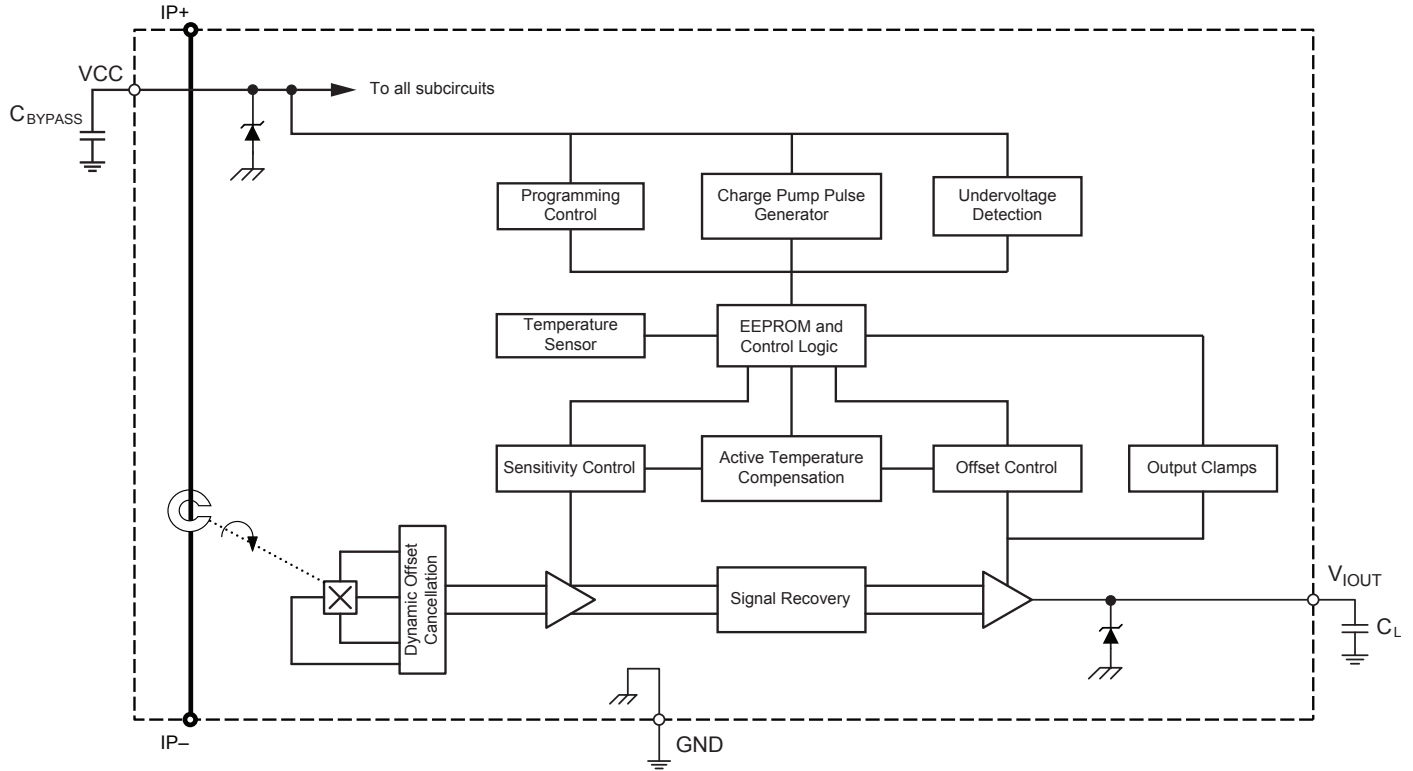 IP+
VCC
To all subcircuits
CBYPASS
Programming
Control
Charge Pump Pulse
Generator
Undervoltage
Detection
Temperature
Sensor
EEPROM and
Control Logic
Sensitivity Control
Active Temperature
Compensation
Offset Control
Output Clamps
Dynamic Offset
Cancellation
Signal Recovery
VIOUT
CL
GND
IP–